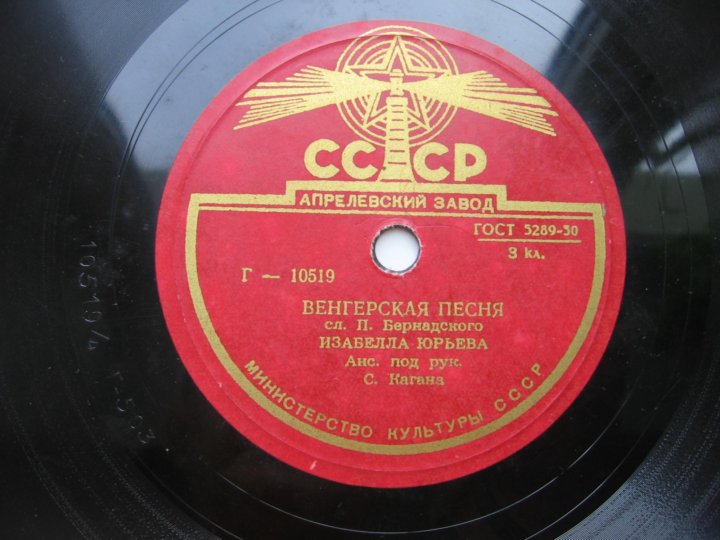 СССР
АПРЕЛЕВСКИЙ ЗАВОД
ГОСТ 5289-50
3 кл.
Г — 10519
ВЕНГЕРСКАЯ ПЕСНЯ
сл. П. Бернадского
ИЗАБЕЛЛА ЮРЬЕВА
Анс. под рук.
С. Кагана
МИНИСТЕРСТВО КУЛЬТУРЫ СССР